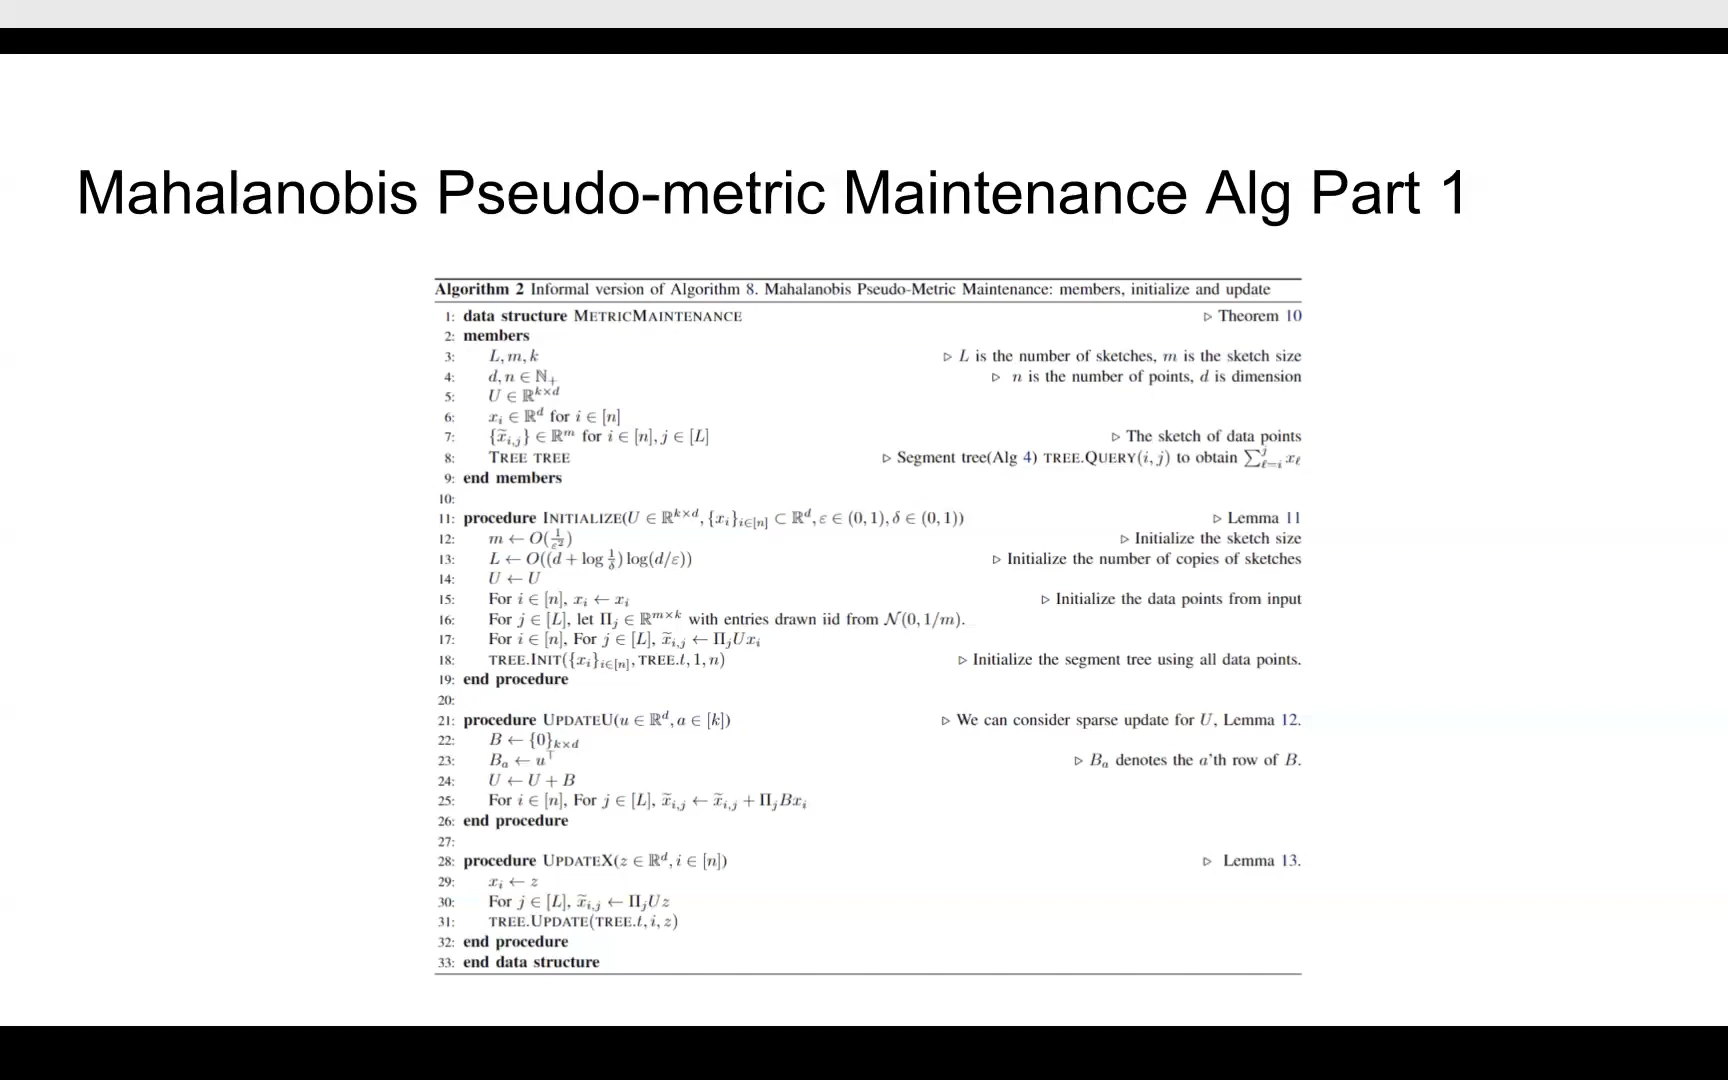 Mahalanobis Pseudo-metric Maintenance Alg Part 1
Algorithm 2 Informal version of Algorithm 8. Mahalanobis Pseudo-Metric Maintenance: members, initialize and update
1: data structure METRICMAINTENANCE ▷ Theorem 10
2: members
3: L, m, k ▷ L is the number of sketches, m is the sketch size
4: d, n ∈ ℕ₊ ▷ n is the number of points, d is dimension
5: U ∈ ℝ^{k×d}
6: x_i ∈ ℝ^d for i ∈ [n]
7: {x̃_{i,j}} ∈ ℝ^m for i ∈ [n], j ∈ [L] ▷ The sketch of data points
8: TREE TREE ▷ Segment tree(Alg 4) TREE.QUERY(i, j) to obtain ∑_{ℓ=i}^{j} x_ℓ
9: end members
10:
11: procedure INITIALIZE(U ∈ ℝ^{k×d}, {x_i}_{i∈[n]} ⊂ ℝ^d, ε ∈ (0, 1), δ ∈ (0, 1)) ▷ Lemma 11
12: m ← O(1/ε²) ▷ Initialize the sketch size
13: L ← O((d + log 1/δ) log(d/ε)) ▷ Initialize the number of copies of sketches
14: U ← U
15: For i ∈ [n], x_i ← x_i ▷ Initialize the data points from input
16: For j ∈ [L], let Π_j ∈ ℝ^{m×k} with entries drawn iid from 𝒩(0, 1/m).
17: For i ∈ [n], For j ∈ [L], x̃_{i,j} ← Π_j U x_i
18: TREE.INIT({x_i}_{i∈[n]}, TREE.t, 1, n) ▷ Initialize the segment tree using all data points.
19: end procedure
20:
21: procedure UPDATEU(u ∈ ℝ^d, a ∈ [k]) ▷ We can consider sparse update for U, Lemma 12.
22: B ← {0}_{k×d}
23: B_a ← u^⊤ ▷ B_a denotes the a'th row of B.
24: U ← U + B
25: For i ∈ [n], For j ∈ [L], x̃_{i,j} ← x̃_{i,j} + Π_j B x_i
26: end procedure
27:
28: procedure UPDATEX(z ∈ ℝ^d, i ∈ [n]) ▷ Lemma 13.
29: x_i ← z
30: For j ∈ [L], x̃_{i,j} ← Π_j U z
31: TREE.UPDATE(TREE.t, i, z)
32: end procedure
33: end data structure